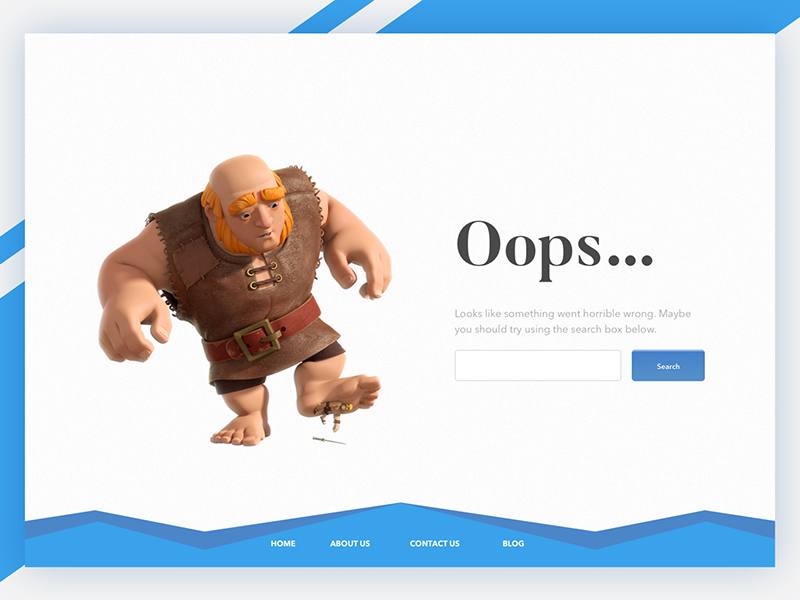 Oops...
Looks like something went horrible wrong. Maybe
you should try using the search box below.
Search
HOME ABOUT US CONTACT US BLOG